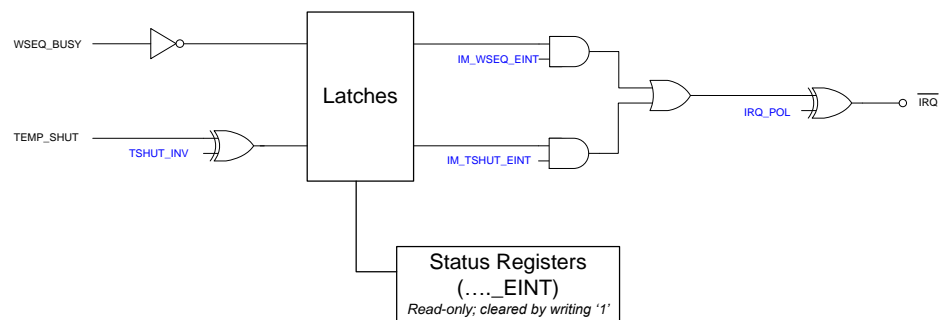 WSEQ_BUSY
IM_WSEQ_EINT
Latches
IRQ_POL
IRQ
TEMP_SHUT
TSHUT_INV
IM_TSHUT_EINT
Status Registers
(…._EINT)
Read-only; cleared by writing ‘1’